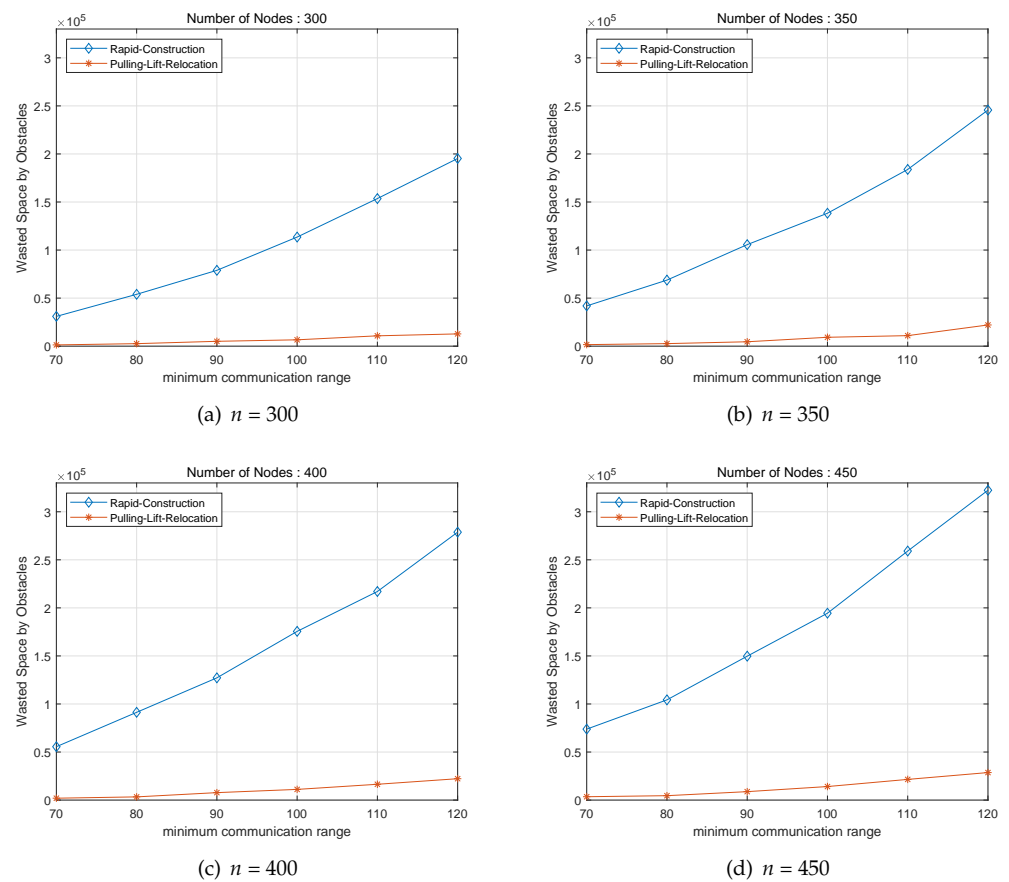 Number of Nodes : 300
×10^5
Rapid-Construction
Pulling-Lift-Relocation
Wasted Space by Obstacles
3
2.5
2
1.5
1
0.5
0
70 80 90 100 110 120
minimum communication range
(a) n = 300
Number of Nodes : 350
×10^5
Rapid-Construction
Pulling-Lift-Relocation
Wasted Space by Obstacles
3
2.5
2
1.5
1
0.5
0
70 80 90 100 110 120
minimum communication range
(b) n = 350
Number of Nodes : 400
×10^5
Rapid-Construction
Pulling-Lift-Relocation
Wasted Space by Obstacles
3
2.5
2
1.5
1
0.5
0
70 80 90 100 110 120
minimum communication range
(c) n = 400
Number of Nodes : 450
×10^5
Rapid-Construction
Pulling-Lift-Relocation
Wasted Space by Obstacles
3
2.5
2
1.5
1
0.5
0
70 80 90 100 110 120
minimum communication range
(d) n = 450